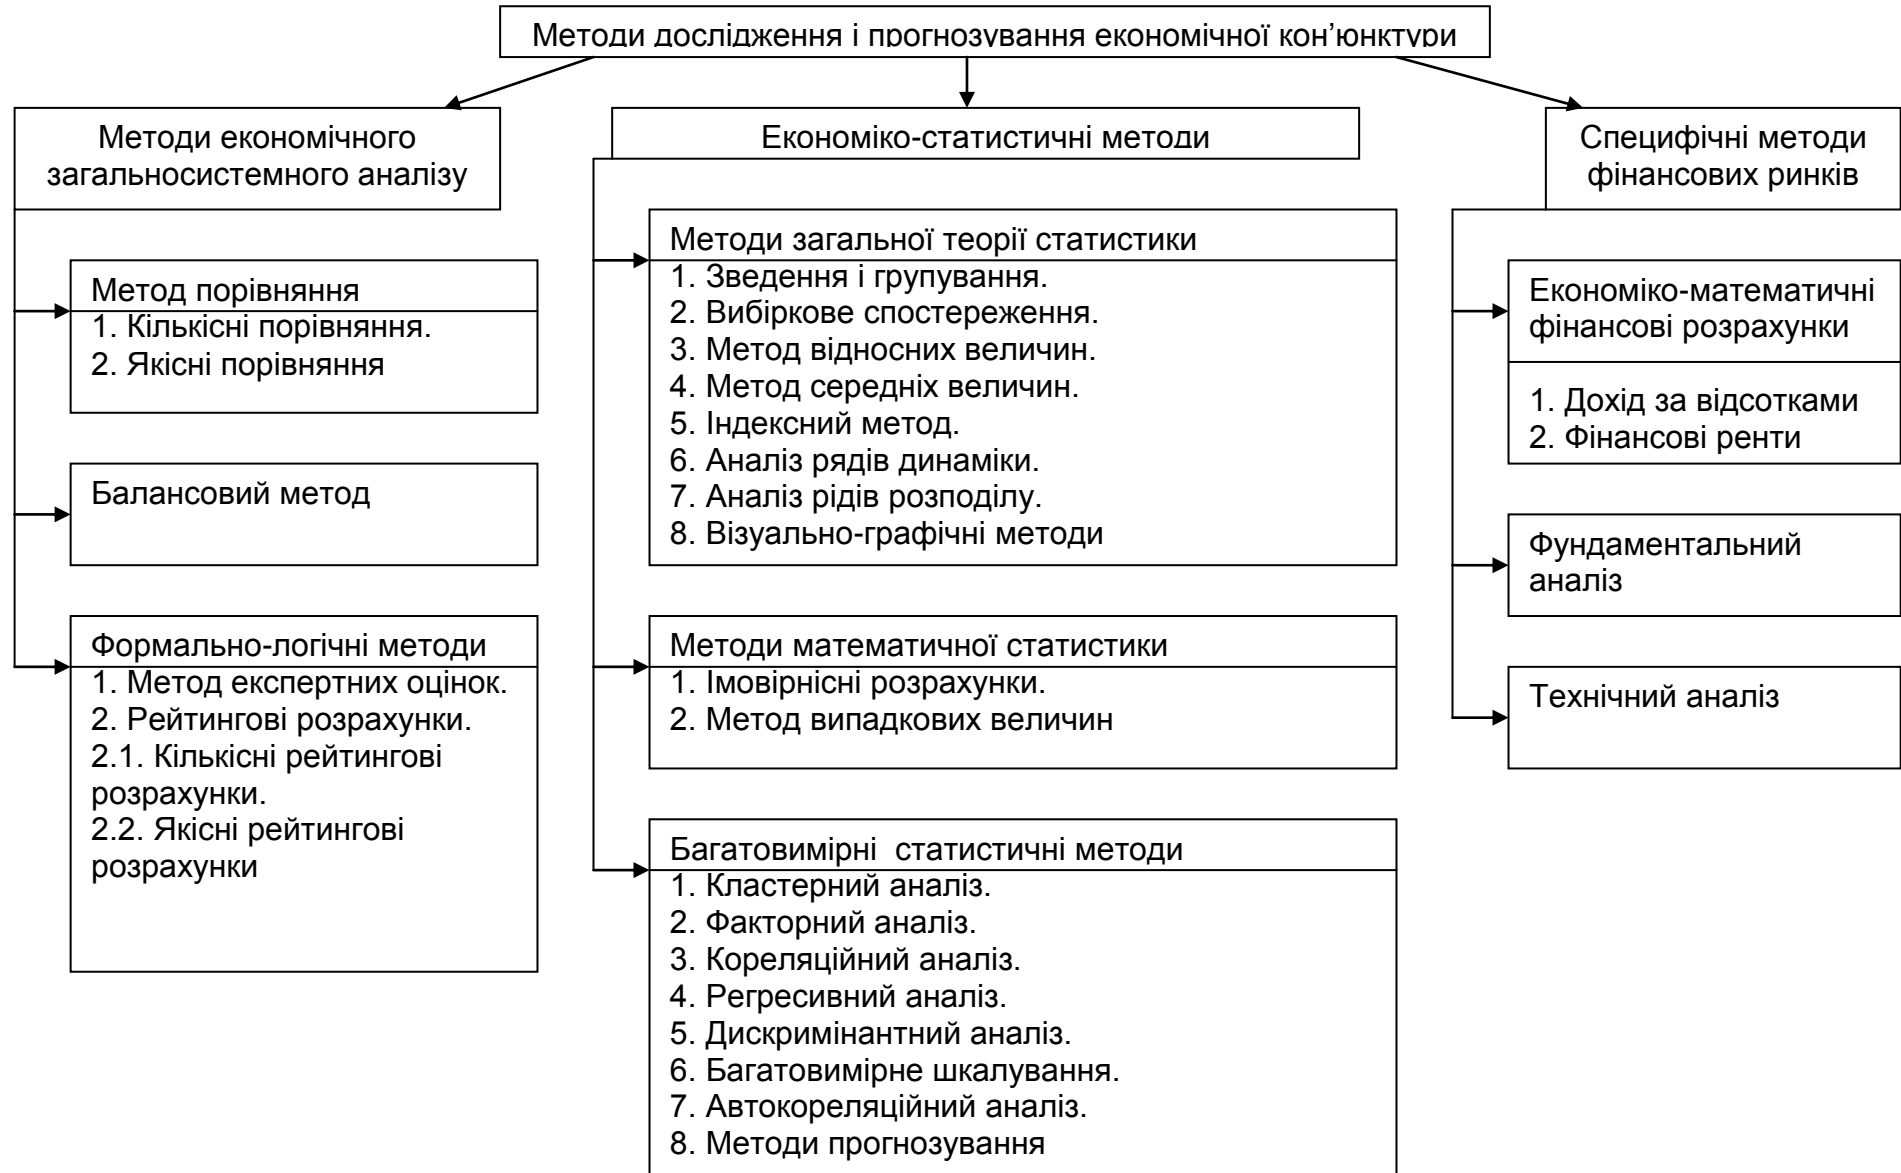 Методи дослідження і прогнозування економічної кон’юнктури
Методи економічного
загальносистемного аналізу
Метод порівняння
1. Кількісні порівняння.
2. Якісні порівняння
Балансовий метод
Формально-логічні методи
1. Метод експертних оцінок.
2. Рейтингові розрахунки.
2.1. Кількісні рейтингові
розрахунки.
2.2. Якісні рейтингові
розрахунки
Економіко-статистичні методи
Методи загальної теорії статистики
1. Зведення і групування.
2. Вибіркове спостереження.
3. Метод відносних величин.
4. Метод середніх величин.
5. Індексний метод.
6. Аналіз рядів динаміки.
7. Аналіз рідів розподілу.
8. Візуально-графічні методи
Методи математичної статистики
1. Імовірнісні розрахунки.
2. Метод випадкових величин
Багатовимірні  статистичні методи
1. Кластерний аналіз.
2. Факторний аналіз.
3. Кореляційний аналіз.
4. Регресивний аналіз.
5. Дискримінантний аналіз.
6. Багатовимірне шкалування.
7. Автокореляційний аналіз.
8. Методи прогнозування
Специфічні методи
фінансових ринків
Економіко-математичні
фінансові розрахунки
1. Дохід за відсотками
2. Фінансові ренти
Фундаментальний
аналіз
Технічний аналіз